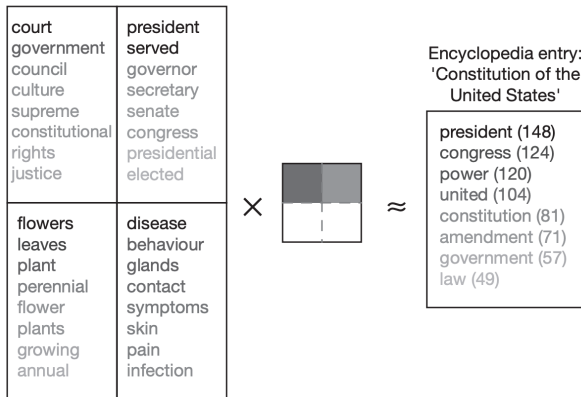 court
government
council
culture
supreme
constitutional
rights
justice
president
served
governor
secretary
senate
congress
presidential
elected
flowers
leaves
plant
perennial
flower
plants
growing
annual
disease
behaviour
glands
contact
symptoms
skin
pain
infection
×
≈
Encyclopedia entry:
'Constitution of the
United States'
president (148)
congress (124)
power (120)
united (104)
constitution (81)
amendment (71)
government (57)
law (49)